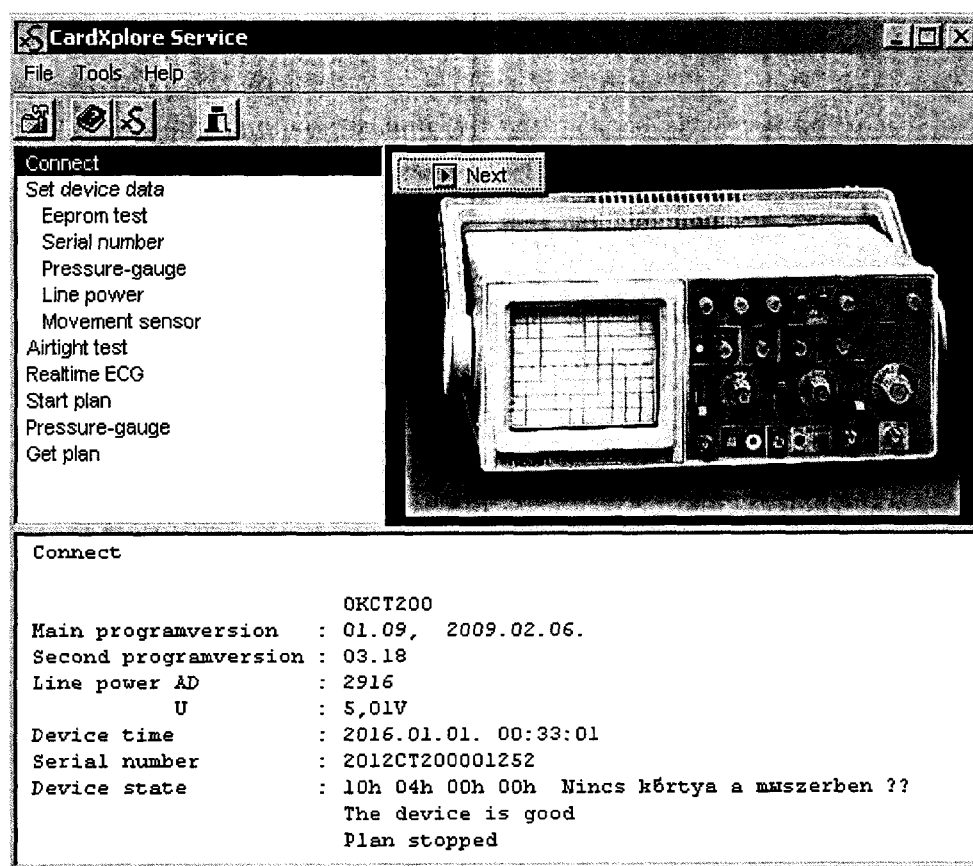 CardXplore Service
File Tools Help
Connect
Set device data
Eeprom test
Serial number
Pressure-gauge
Line power
Movement sensor
Airtight test
Realtime ECG
Start plan
Pressure-gauge
Get plan
Next
Connect
OKCT200
Main programversion : 01.09, 2009.02.06.
Second programversion : 03.18
Line power AD : 2916
U : 5,01V
Device time : 2016.01.01. 00:33:01
Serial number : 2012CT200001252
Device state : 10h 04h 00h 00h Nincs kőrtya a muszerben ??
The device is good
Plan stopped